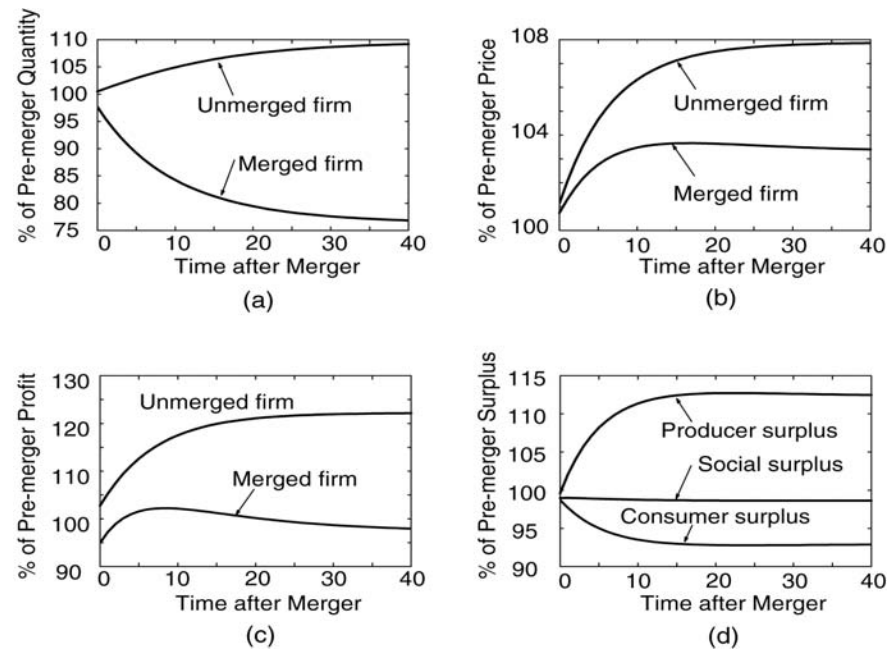 % of Pre-merger Quantity
110
105
100
95
90
85
80
75
Unmerged firm
Merged firm
0 10 20 30 40
Time after Merger
(a)
% of Pre-merger Price
108
104
100
Unmerged firm
Merged firm
0 10 20 30 40
Time after Merger
(b)
% of Pre-merger Profit
130
120
110
100
90
Unmerged firm
Merged firm
0 10 20 30 40
Time after Merger
(c)
% of Pre-merger Surplus
115
110
105
100
95
90
Producer surplus
Social surplus
Consumer surplus
0 10 20 30 40
Time after Merger
(d)